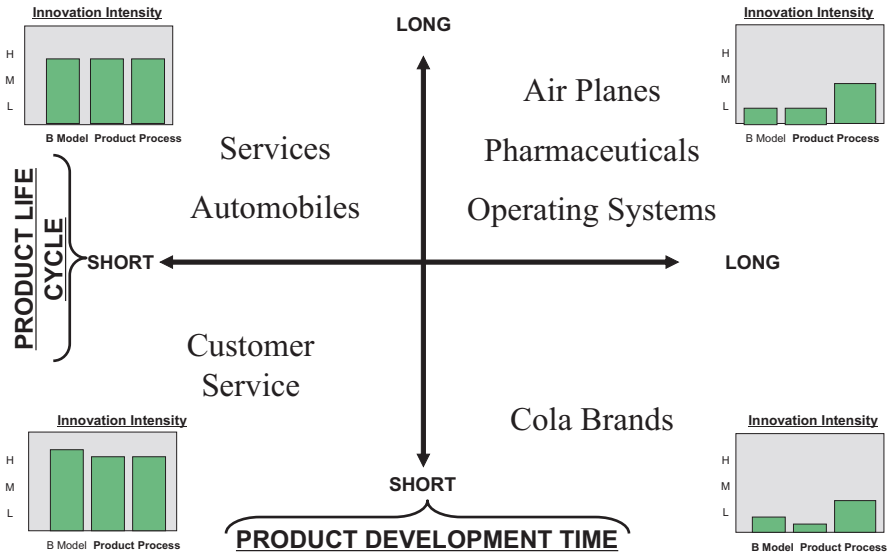 Innovation Intensity
H
M
L
B Model Product Process
LONG
Innovation Intensity
H
M
L
B Model Product Process
Air Planes
Services
Pharmaceuticals
Automobiles
Operating Systems
PRODUCT LIFE
CYCLE
SHORT
LONG
Customer
Service
Cola Brands
Innovation Intensity
H
M
L
B Model Product Process
SHORT
PRODUCT DEVELOPMENT TIME
Innovation Intensity
H
M
L
B Model Product Process